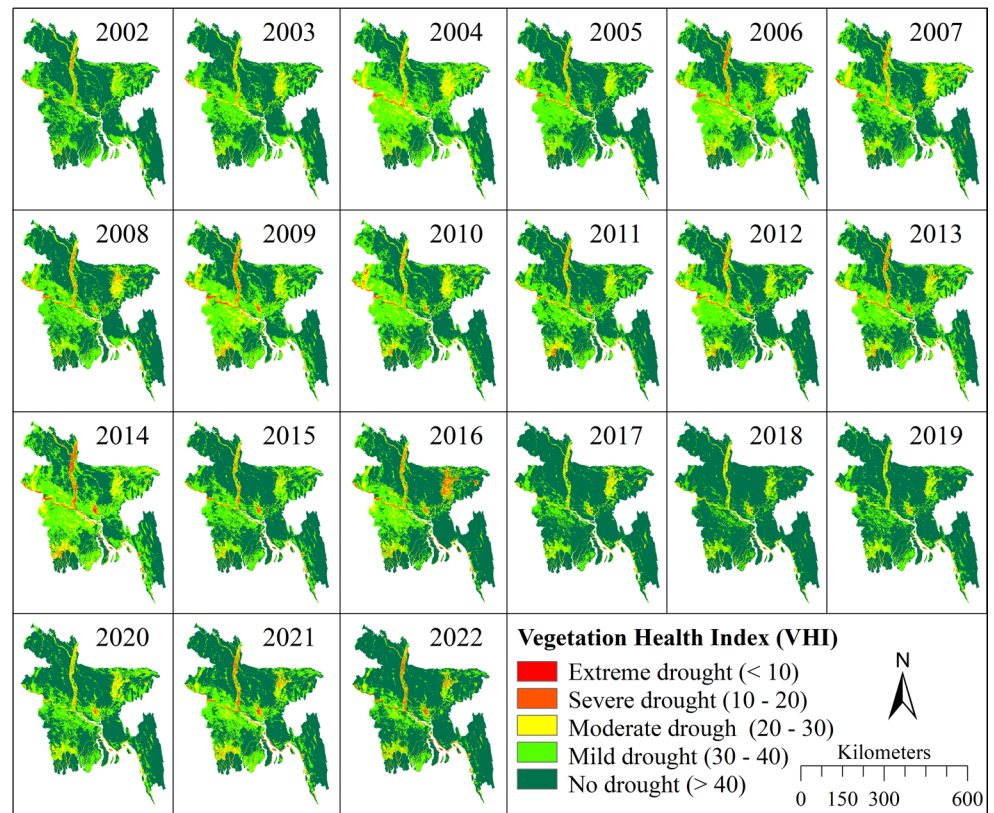 2002 2003 2004 2005 2006 2007
2008 2009 2010 2011 2012 2013
2014 2015 2016 2017 2018 2019
2020 2021 2022
Vegetation Health Index (VHI)
Extreme drought (< 10)
Severe drought (10 - 20)
Moderate drough (20 - 30)
Mild drought (30 - 40)
No drought (> 40)
N
Kilometers
0 150 300 600